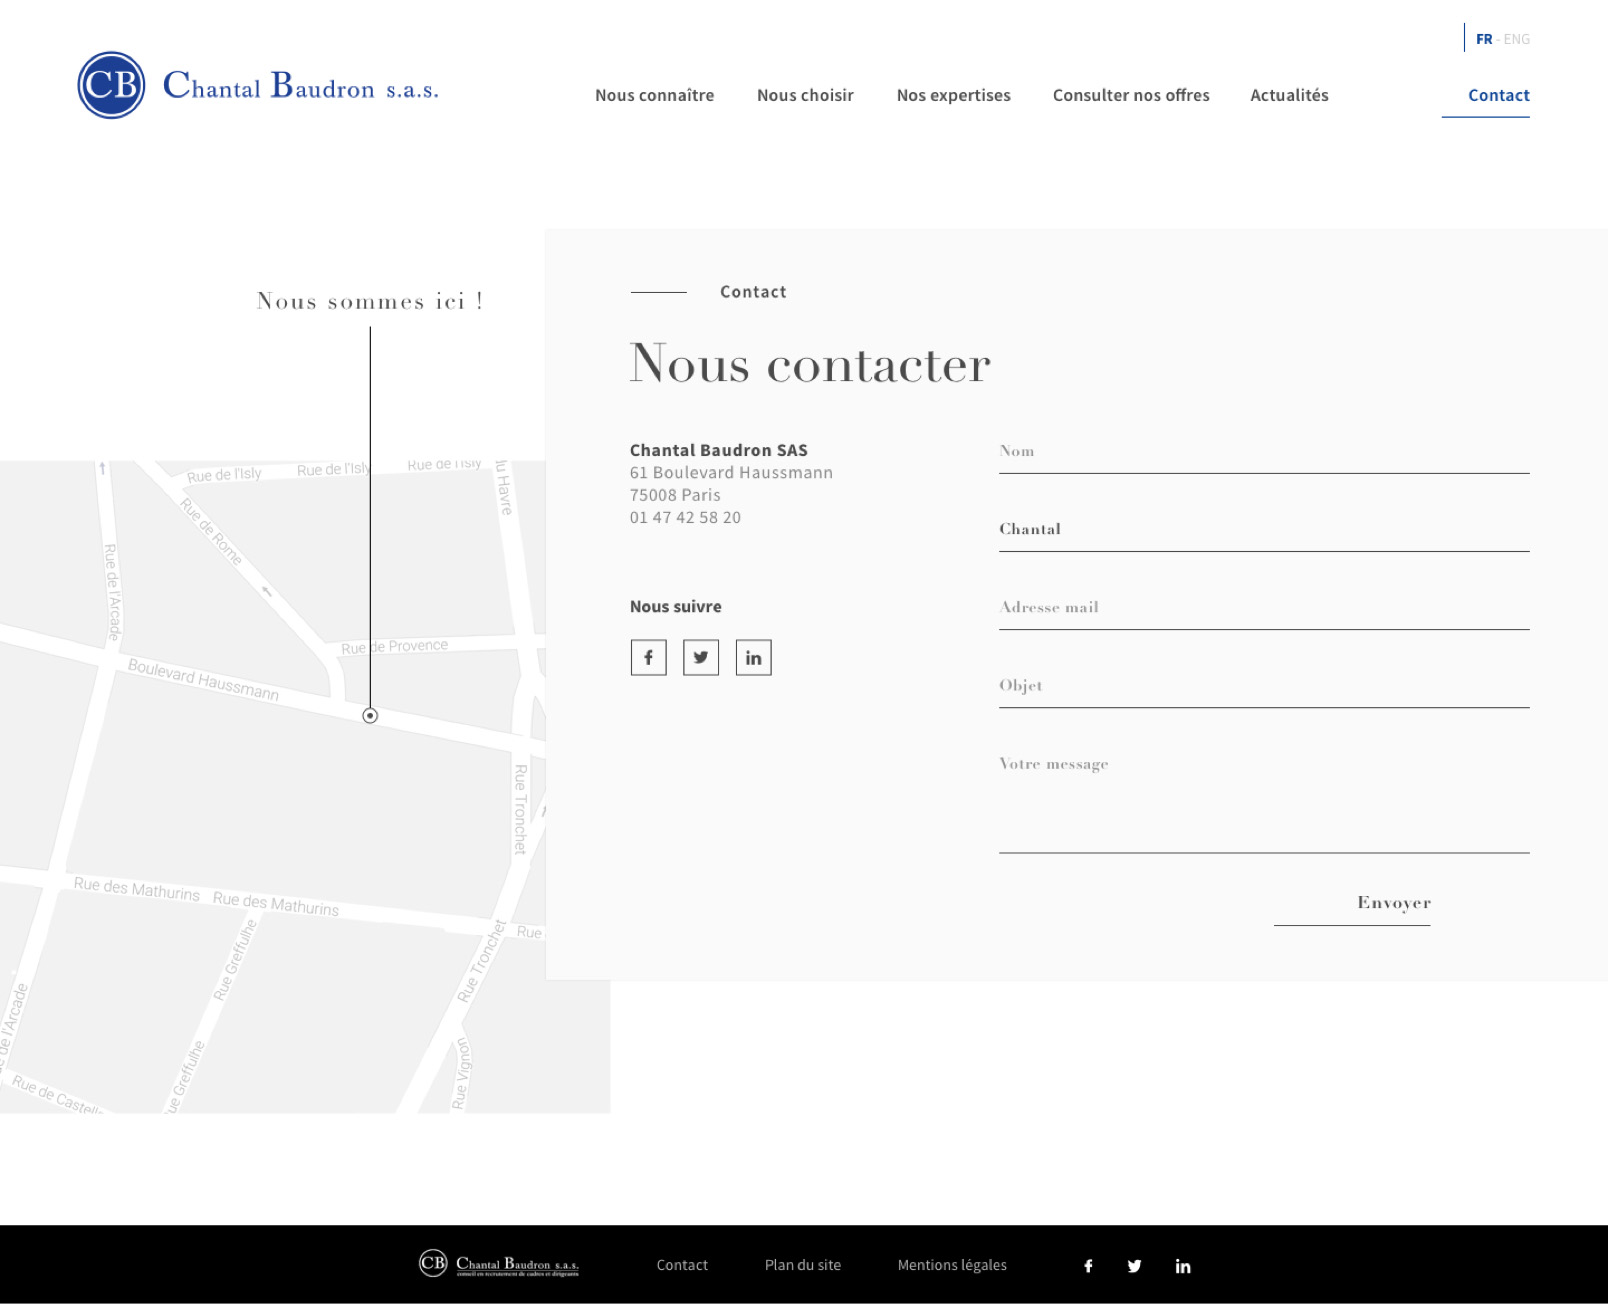 FR - ENG
CB Chantal Baudron s.a.s.
Nous connaître
Nous choisir
Nos expertises
Consulter nos offres
Actualités
Contact
Nous sommes ici !
Rue de l'Isly
Rue de l'Isly
Rue de l'Isly
du Havre
Rue de Rome
Rue de l'Arcade
Rue de Provence
Boulevard Haussmann
Rue Tronchet
Rue des Mathurins
Rue des Mathurins
Rue
Rue Greffulhe
Rue Tronchet
de l'Arcade
Rue Greffulhe
Rue Vignon
Rue de Castella
Contact
Nous contacter
Chantal Baudron SAS
61 Boulevard Haussmann
75008 Paris
01 47 42 58 20
Nous suivre
f
in
Nom
Chantal
Adresse mail
Objet
Votre message
Envoyer
CB Chantal Baudron s.a.s.
conseil en recrutement de cadres et dirigeants
Contact
Plan du site
Mentions légales
f
in